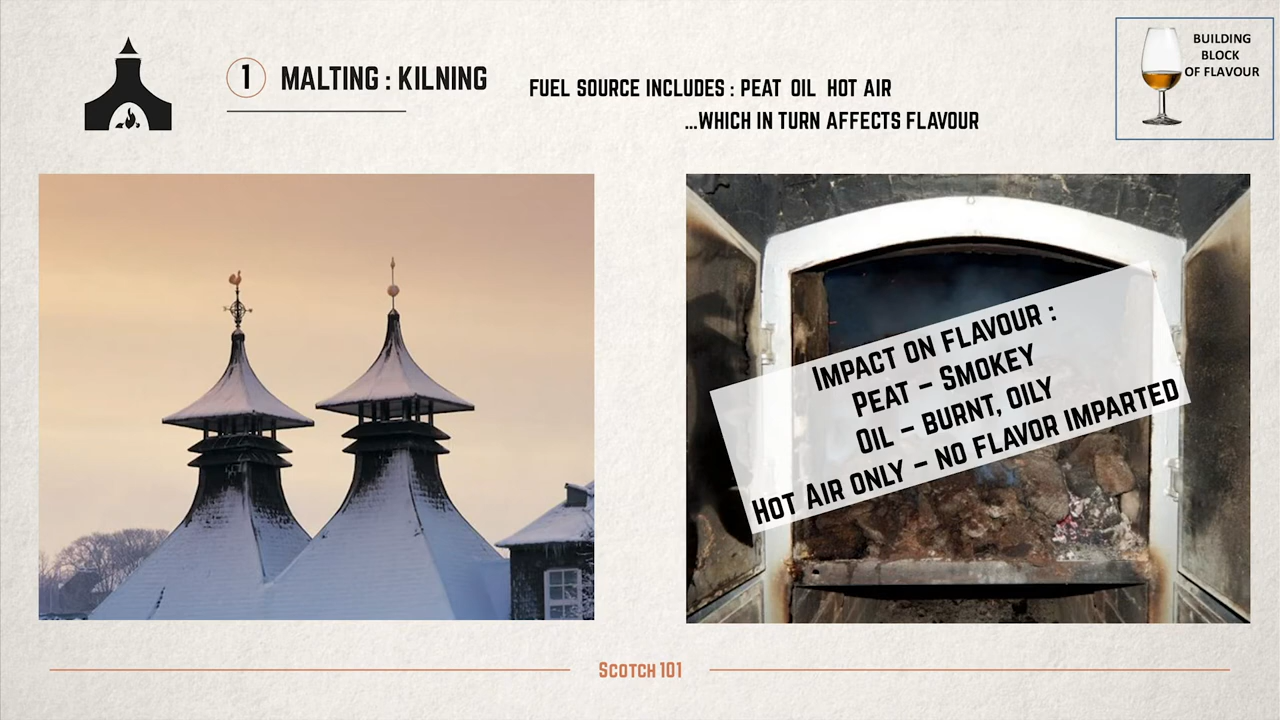 1 MALTING : KILNING
FUEL SOURCE INCLUDES : PEAT OIL HOT AIR
...WHICH IN TURN AFFECTS FLAVOUR
BUILDING
BLOCK
OF FLAVOUR
IMPACT ON FLAVOUR :
PEAT – SMOKEY
OIL – BURNT, OILY
HOT AIR ONLY – NO FLAVOR IMPARTED
SCOTCH 101